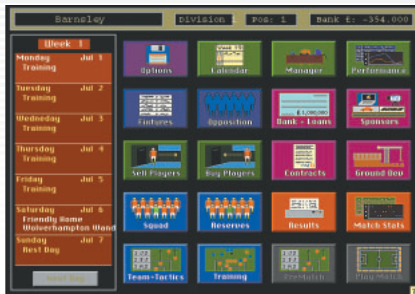 Barnsley Division 1 Pos: 1 Bank £: -354.000
Week 1
Monday Jul 1
Training
Tuesday Jul 2
Training
Wednesday Jul 3
Training
Thursday Jul 4
Training
Friday Jul 5
Training
Saturday Jul 6
Friendly Home
Wolverhampton Wand
Sunday Jul 7
Rest Day
Next Day
Options Calendar Manager Performance
Fixtures Opposition Bank - Loans Sponsors
Sell Players Buy Players Contracts Ground Dev
Squad Reserves Results Match Stats
Team-Tactics Training PreMatch Play Match